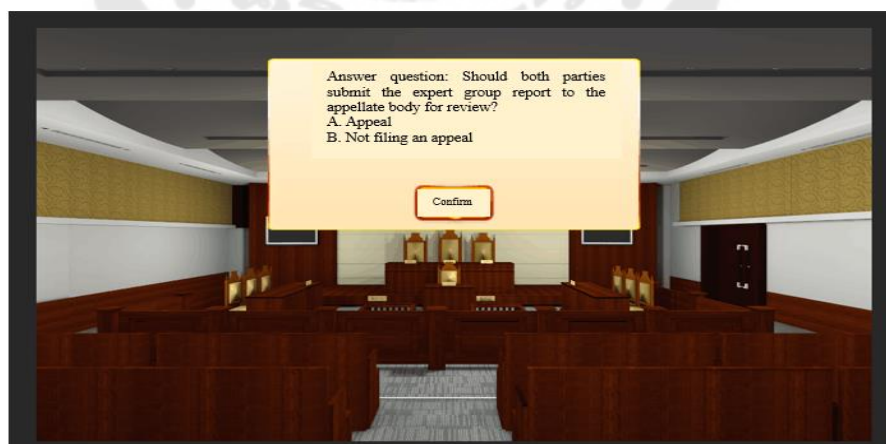 Answer question: Should both parties
submit the expert group report to the
appellate body for review?
A. Appeal
B. Not filing an appeal
Confirm